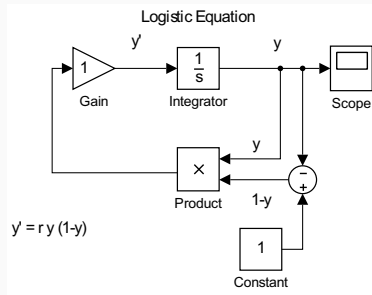 Logistic Equation
y'
y
1
1
s
Gain
Integrator
Scope
y
×
−
+
1-y
Product
y' = r y (1-y)
1
Constant